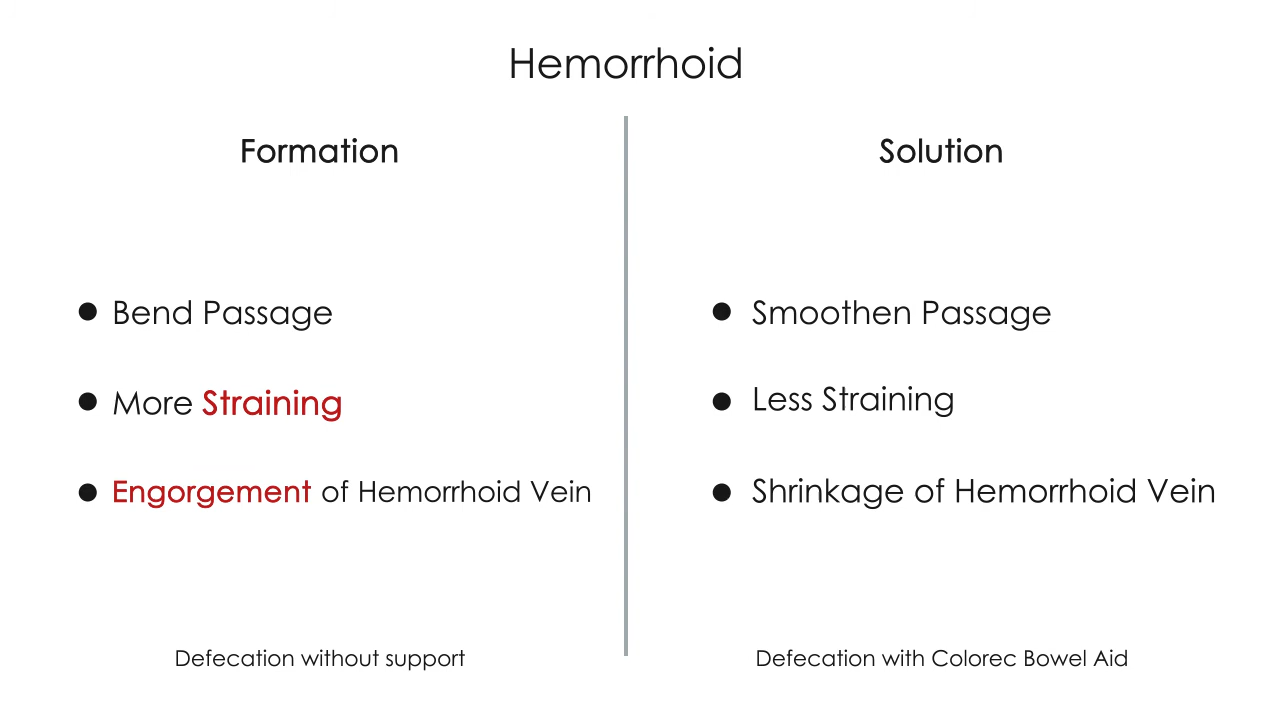 Hemorrhoid
Formation
● Bend Passage
● More Straining
● Engorgement of Hemorrhoid Vein
Defecation without support
Solution
● Smoothen Passage
● Less Straining
● Shrinkage of Hemorrhoid Vein
Defecation with Colorec Bowel Aid